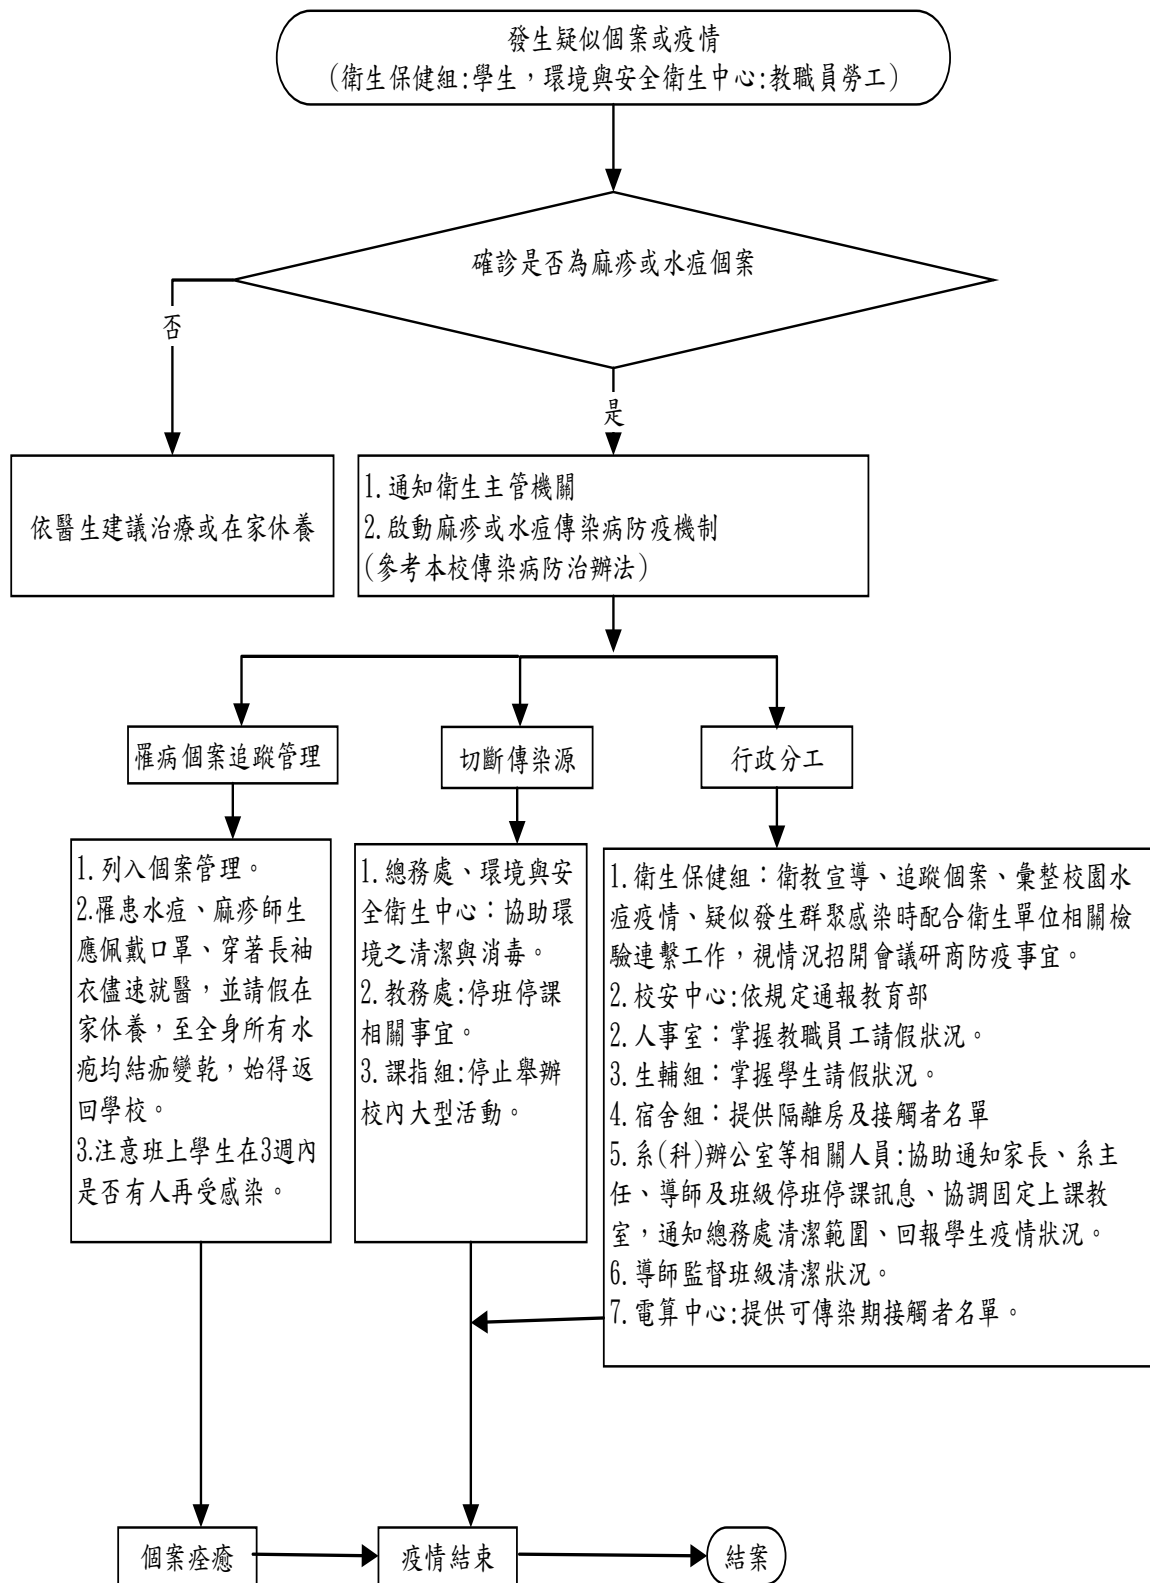 發生疑似個案或疫情
(衛生保健組:學生，環境與安全衛生中心:教職員勞工)
確診是否為麻疹或水痘個案
否
是
依醫生建議治療或在家休養
1.通知衛生主管機關
2.啟動麻疹或水痘傳染病防疫機制
(參考本校傳染病防治辦法)
罹病個案追蹤管理
切斷傳染源
行政分工
1.列入個案管理。
2.罹患水痘、麻疹師生
應佩戴口罩、穿著長袖
衣儘速就醫，並請假在
家休養，至全身所有水
疱均結痂變乾，始得返
回學校。
3.注意班上學生在3週內
是否有人再受感染。
1.總務處、環境與安
全衛生中心：協助環
境之清潔與消毒。
2.教務處:停班停課
相關事宜。
3.課指組:停止舉辦
校內大型活動。
1.衛生保健組：衛教宣導、追蹤個案、彙整校園水
痘疫情、疑似發生群聚感染時配合衛生單位相關檢
驗連繫工作，視情況招開會議研商防疫事宜。
2.校安中心:依規定通報教育部
2.人事室：掌握教職員工請假狀況。
3.生輔組：掌握學生請假狀況。
4.宿舍組：提供隔離房及接觸者名單
5.系(科)辦公室等相關人員:協助通知家長、系主
任、導師及班級停班停課訊息、協調固定上課教
室，通知總務處清潔範圍、回報學生疫情狀況。
6.導師監督班級清潔狀況。
7.電算中心:提供可傳染期接觸者名單。
個案痊癒
疫情結束
結案